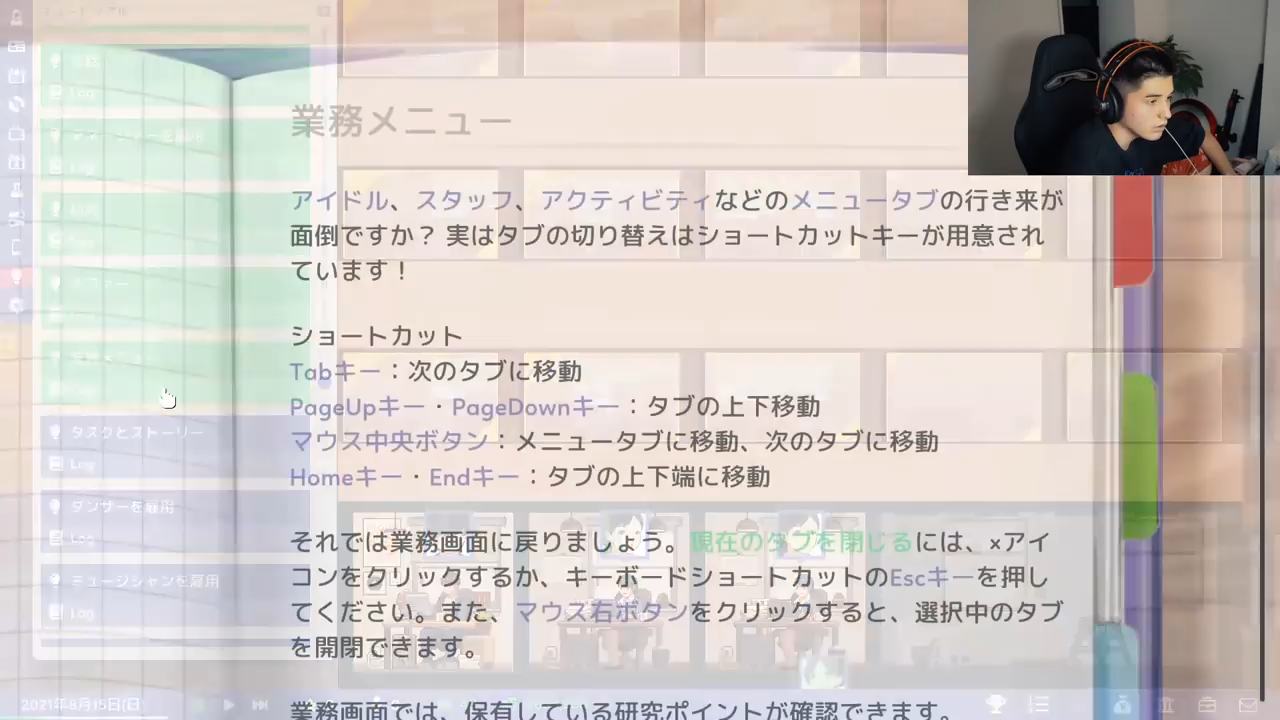 業務メニュー
アイドル、スタッフ、アクティビティなどのメニュータブの行き来が
面倒ですか？ 実はタブの切り替えはショートカットキーが用意され
ています！
ショートカット
Tabキー：次のタブに移動
PageUpキー・PageDownキー：タブの上下移動
マウス中央ボタン：メニュータブに移動、次のタブに移動
Homeキー・Endキー：タブの上下端に移動
それでは業務画面に戻りましょう。現在のタブを閉じるには、×アイ
コンをクリックするか、キーボードショートカットのEscキーを押し
てください。また、マウス右ボタンをクリックすると、選択中のタブ
を開閉できます。
業務画面では、保有している研究ポイントが確認できます。
Log
Log
タスクとストーリー
Log
ダンサーを雇用
Log
ミュージシャンを雇用
Log
2021年8月15日(日